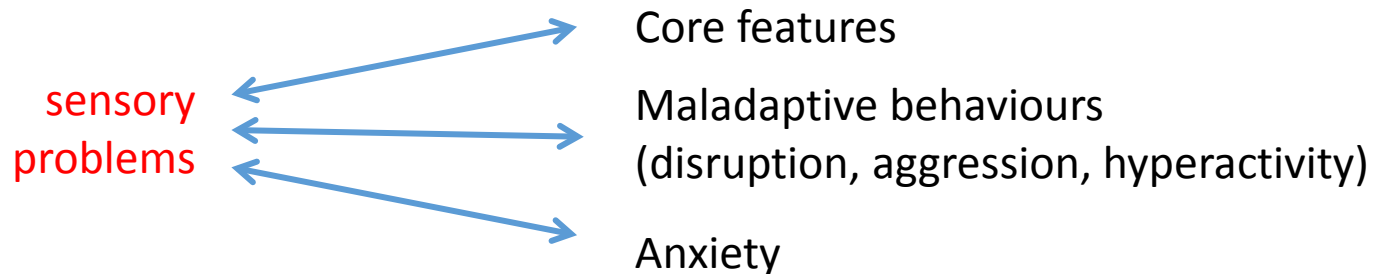 Core features
sensory
problems
Maladaptive behaviours
(disruption, aggression, hyperactivity)
Anxiety